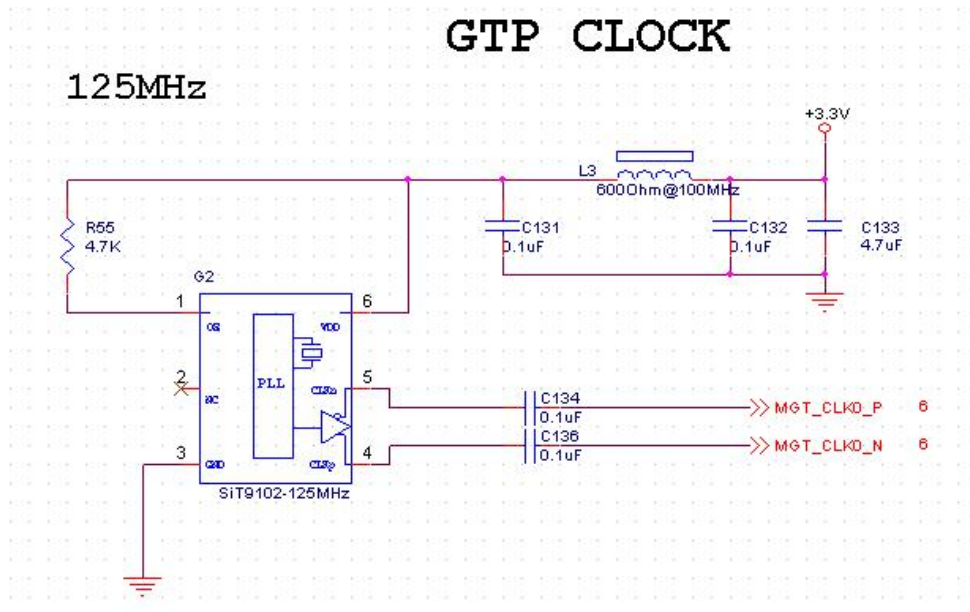 GTP CLOCK
125MHz
+3.3V
L3
600Ohm@100MHz
R55
4.7K
C131
0.1uF
C132
0.1uF
C133
4.7uF
G2
1
6
OE
VDD
2
NC
PLL
5
CLKn
C134
0.1uF
MGT_CLK0_P 6
C136
0.1uF
MGT_CLK0_N 6
3
4
GND
CLKp
SiT9102-125MHz